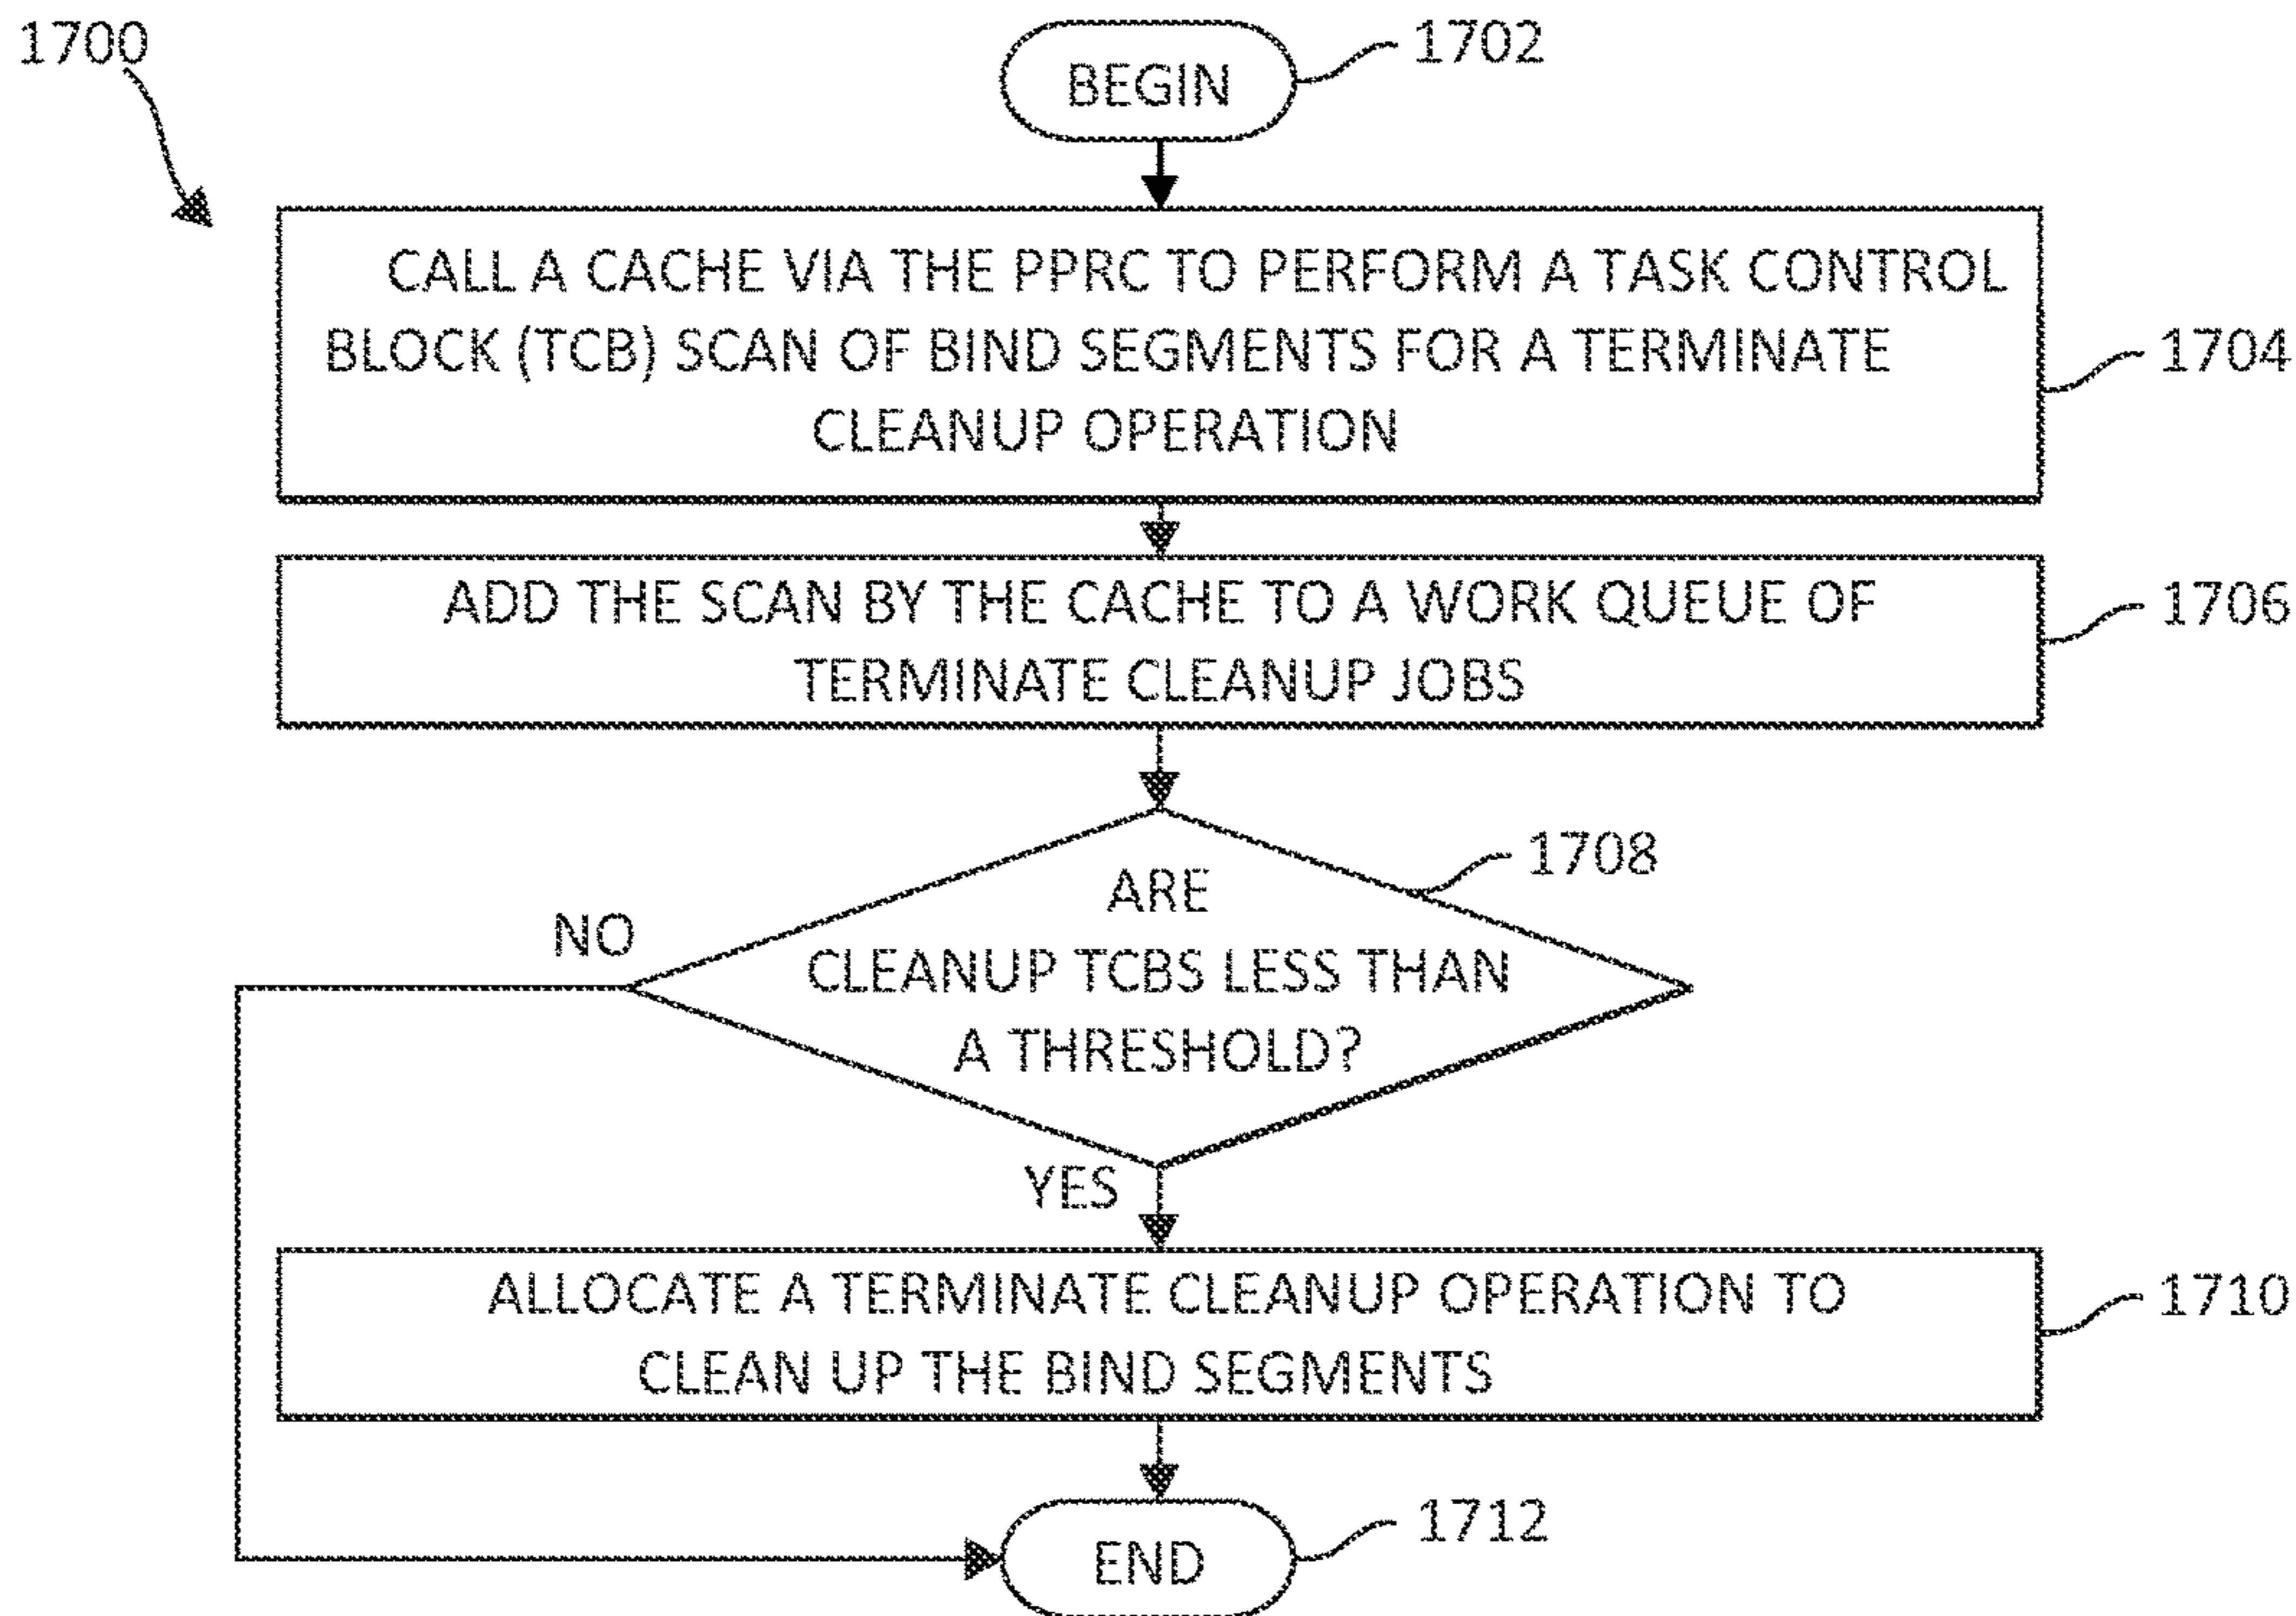 1700
BEGIN
1702
CALL A CACHE VIA THE PPRC TO PERFORM A TASK CONTROL
BLOCK (TCB) SCAN OF BIND SEGMENTS FOR A TERMINATE
CLEANUP OPERATION
1704
ADD THE SCAN BY THE CACHE TO A WORK QUEUE OF
TERMINATE CLEANUP JOBS
1706
ARE
CLEANUP TCBS LESS THAN
A THRESHOLD?
1708
NO
YES
ALLOCATE A TERMINATE CLEANUP OPERATION TO
CLEAN UP THE BIND SEGMENTS
1710
END
1712